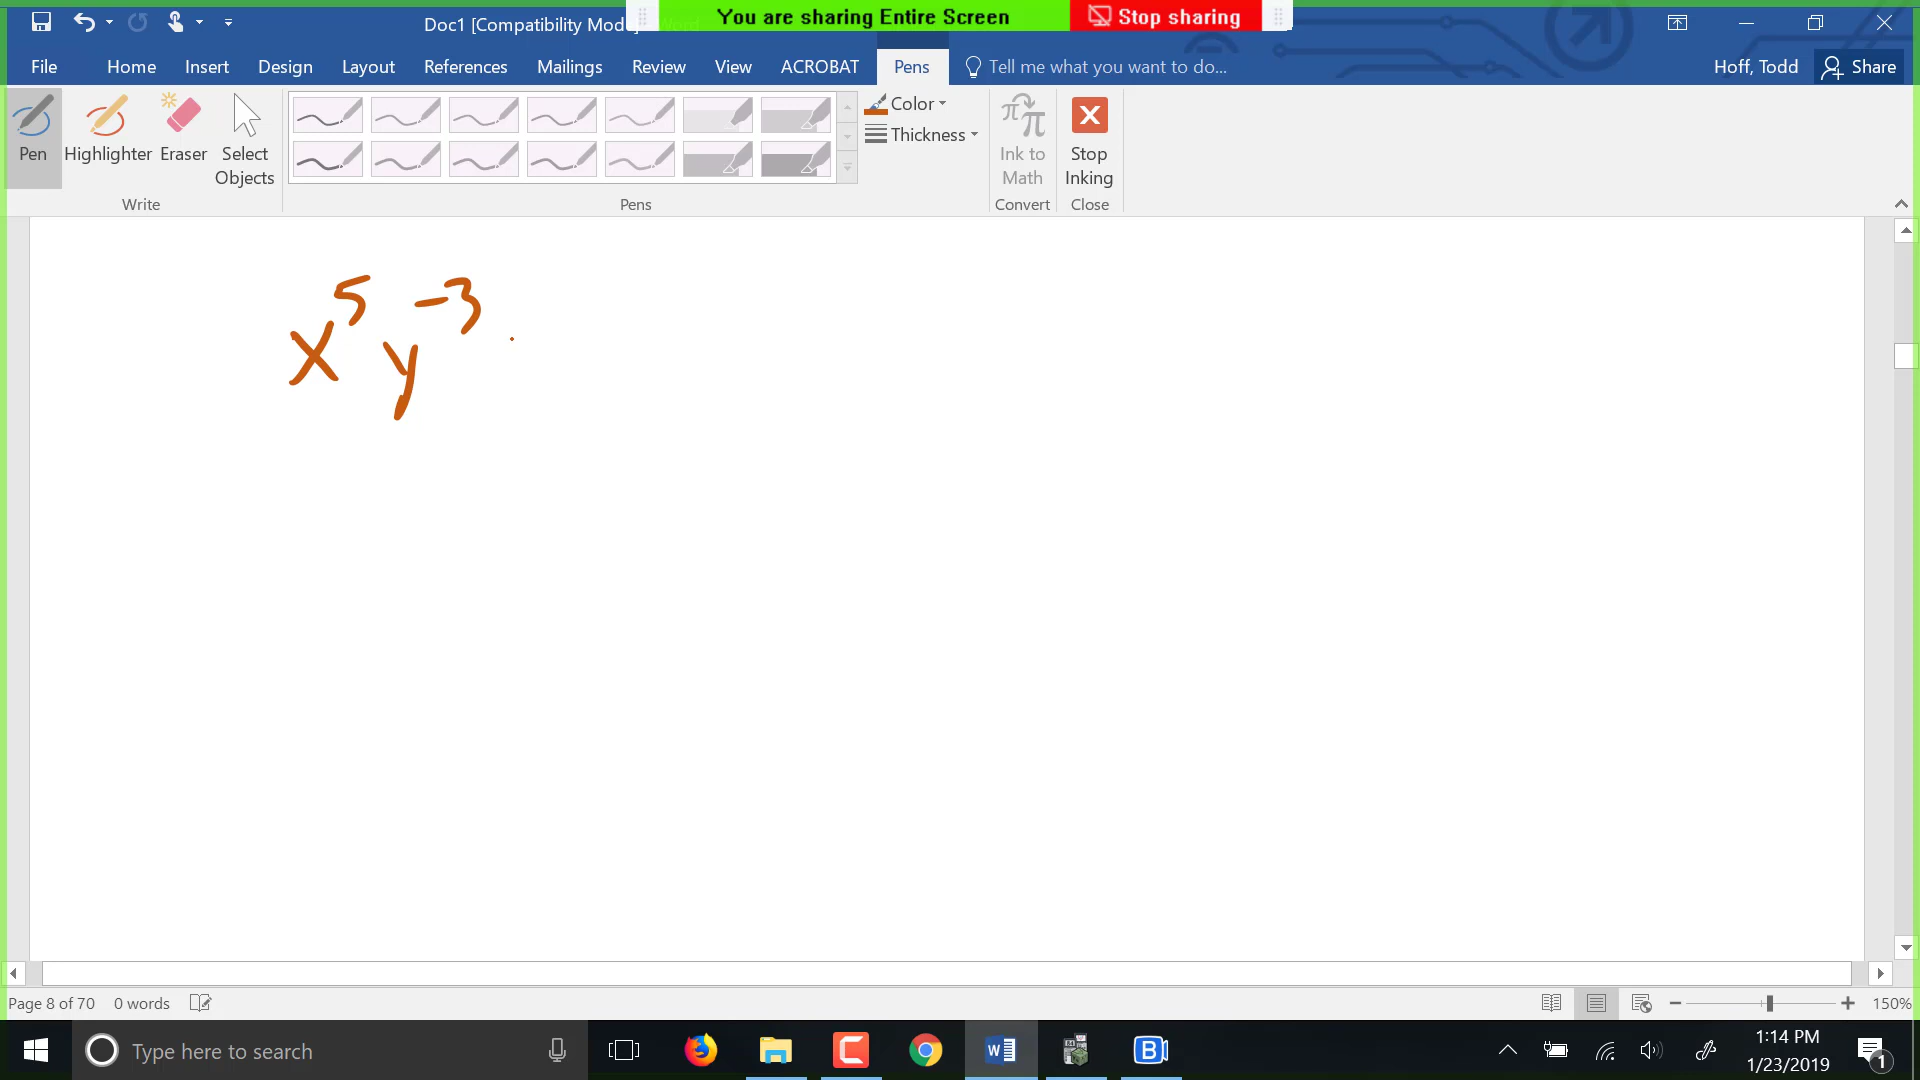 Doc1 [Compatibility Mod
You are sharing Entire Screen
Stop sharing
File Home Insert Design Layout References Mailings Review View ACROBAT Pens Tell me what you want to do... Hoff, Todd Share
Pen Highlighter Eraser Select Objects
Color
Thickness
Ink to Math
Stop Inking
Write Pens Convert Close
x⁵ y⁻³
Page 8 of 70 0 words 150%
Type here to search
1:14 PM
1/23/2019
1